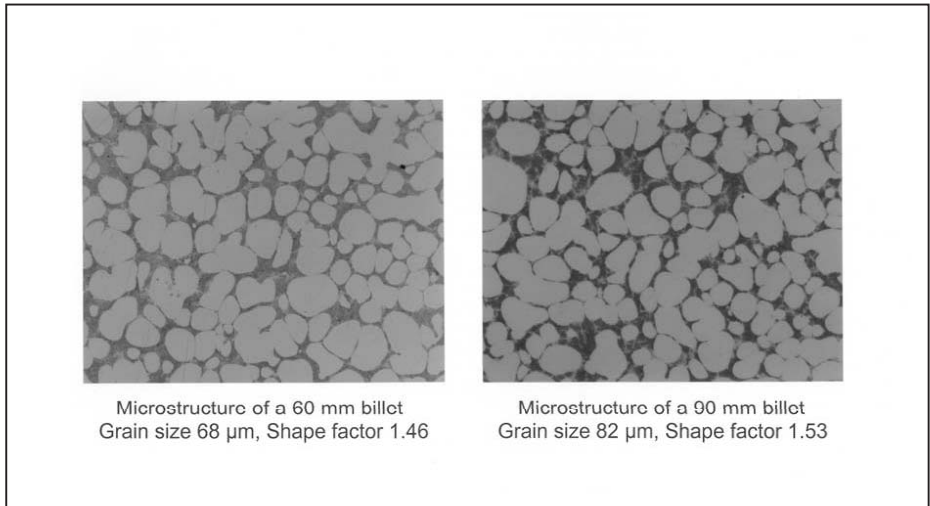 Microstructure of a 60 mm billet
Grain size 68 µm, Shape factor 1.46
Microstructure of a 90 mm billet
Grain size 82 µm, Shape factor 1.53